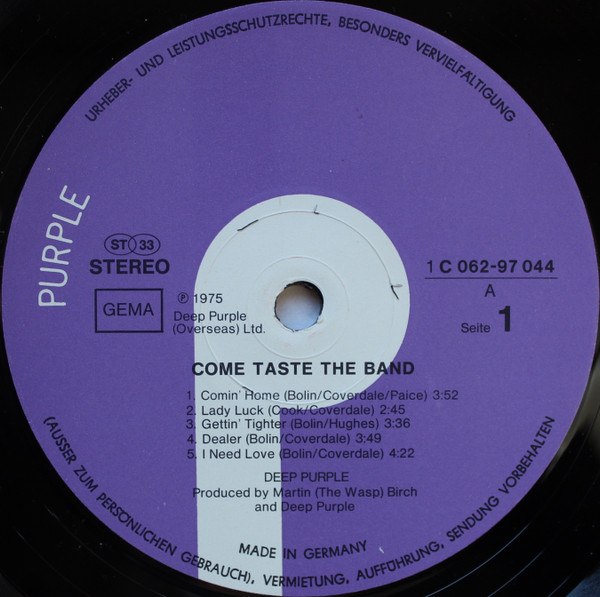 URHEBER- UND LEISTUNGSSCHUTZRECHTE, BESONDERS VERVIELFÄLTIGUNG
PURPLE
ST 33
STEREO
GEMA
℗ 1975
Deep Purple
(Overseas) Ltd.
1 C 062-97 044
A
Seite 1
COME TASTE THE BAND
1. Comin' Home (Bolin/Coverdale/Paice) 3:52
2. Lady Luck (Cook/Coverdale) 2:45
3. Gettin' Tighter (Bolin/Hughes) 3:36
4. Dealer (Bolin/Coverdale) 3:49
5. I Need Love (Bolin/Coverdale) 4:22
DEEP PURPLE
Produced by Martin (The Wasp) Birch
and Deep Purple
MADE IN GERMANY
(AUSSER ZUM PERSÖNLICHEN GEBRAUCH), VERMIETUNG, AUFFÜHRUNG, SENDUNG VORBEHALTEN